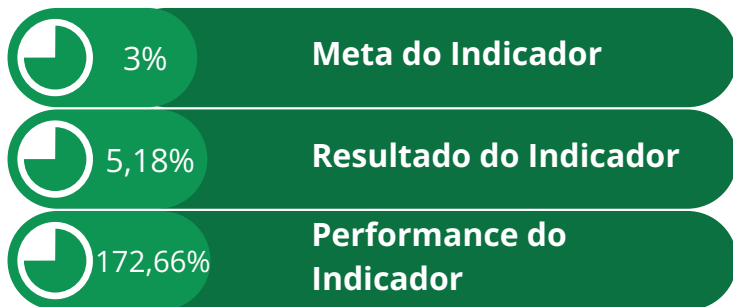 3%
Meta do Indicador
5,18%
Resultado do Indicador
172,66%
Performance do
Indicador